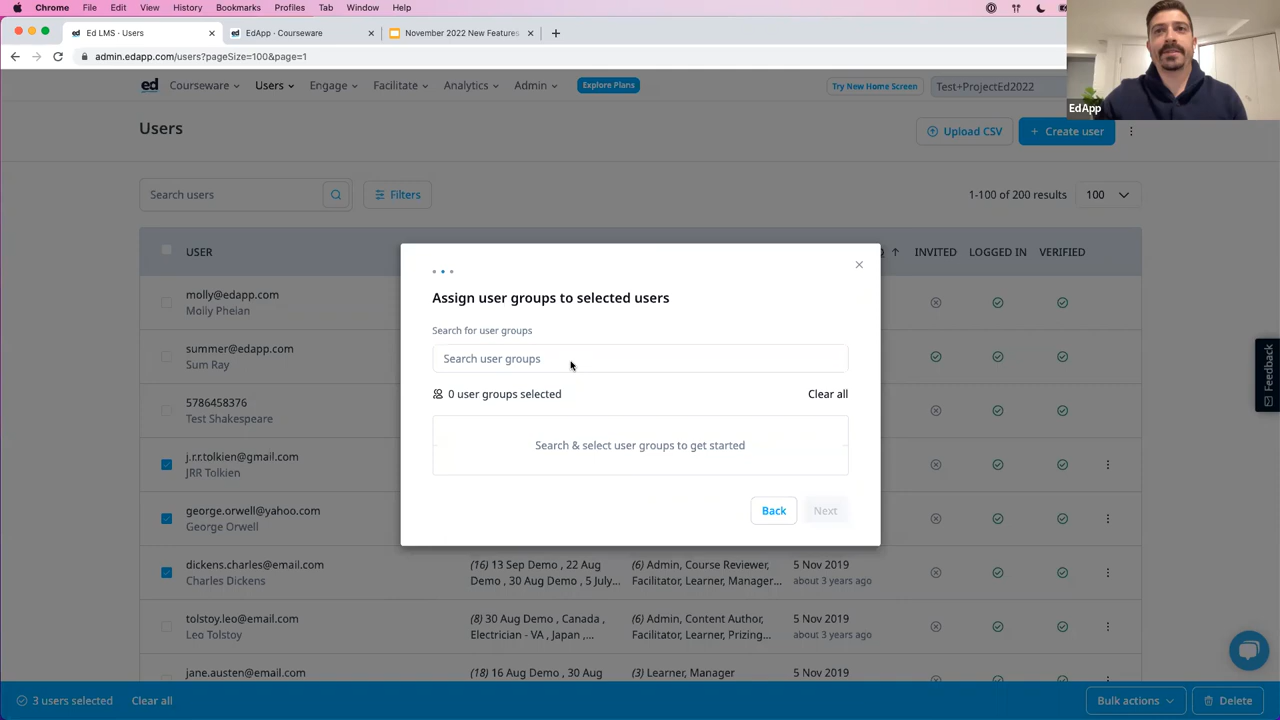 Chrome File Edit View History Bookmarks Profiles Tab Window Help
Ed LMS - Users
EdApp - Courseware
November 2022 New Features
admin.edapp.com/users?pageSize=100&page=1
EdApp
ed Courseware Users Engage Facilitate Analytics Admin Explore Plans Try New Home Screen Test+ProjectEd2022
Users
Upload CSV
+ Create user
Search users
Filters
1-100 of 200 results
100
USER
INVITED LOGGED IN VERIFIED
molly@edapp.com
Molly Phelan
summer@edapp.com
Sum Ray
5786458376
Test Shakespeare
j.r.r.tolkien@gmail.com
JRR Tolkien
george.orwell@yahoo.com
George Orwell
dickens.charles@email.com
Charles Dickens
(16) 13 Sep Demo , 22 Aug
Demo , 30 Aug Demo , 5 July...
(6) Admin, Course Reviewer,
Facilitator, Learner, Manager...
5 Nov 2019
about 3 years ago
tolstoy.leo@email.com
Leo Tolstoy
(8) 30 Aug Demo , Canada ,
Electrician - VA , Japan ,...
(6) Admin, Content Author,
Facilitator, Learner, Prizing...
5 Nov 2019
about 3 years ago
jane.austen@email.com
(18) 16 Aug Demo , 30 Aug
(3) Learner, Manager
5 Nov 2019
Assign user groups to selected users
Search for user groups
Search user groups
0 user groups selected
Clear all
Search & select user groups to get started
Back
Next
Feedback
3 users selected
Clear all
Bulk actions
Delete